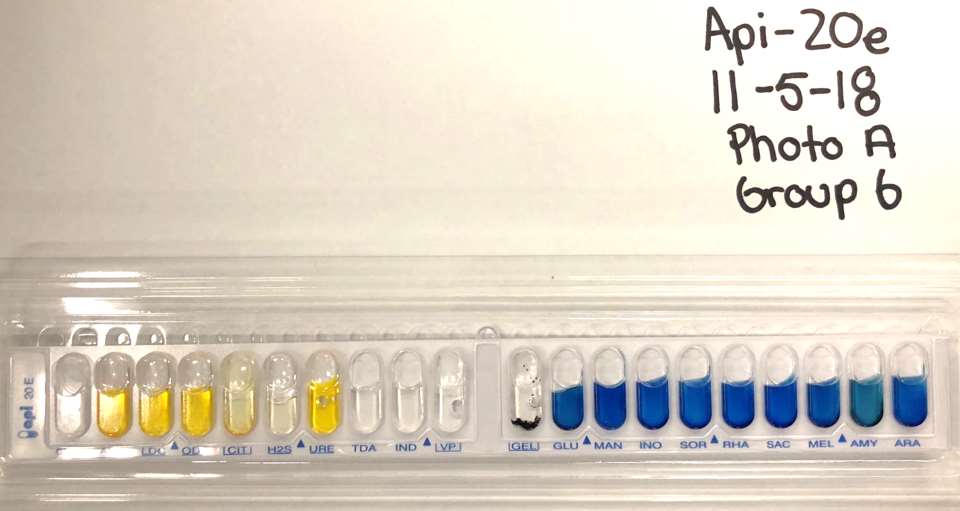 Api-20e
11-5-18
Photo A
Group 6
api 20 E
LDC
CIT H2S URE TDA IND VP GEL GLU MAN INO SOR RHA SAC MEL AMY ARA